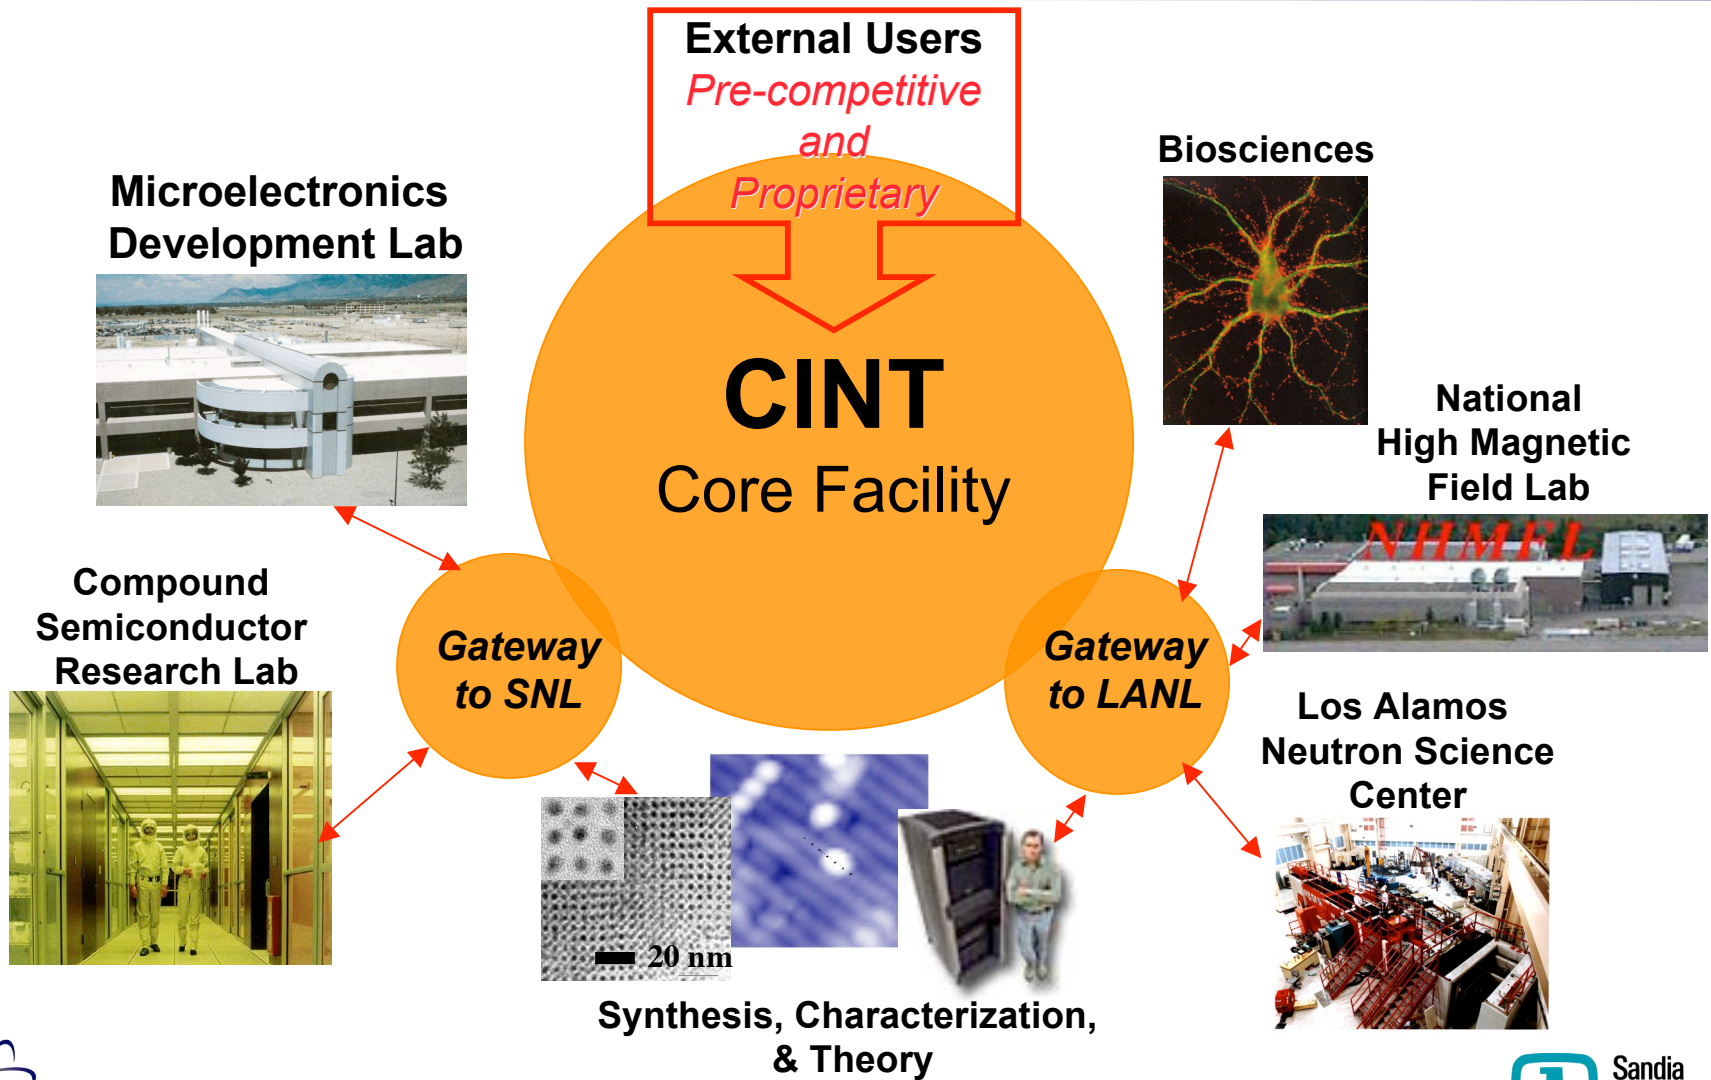 External Users
Pre-competitive
and
Proprietary
Biosciences
Microelectronics
Development Lab
CINT
Core Facility
National
High Magnetic
Field Lab
NHMFL
Compound
Semiconductor
Research Lab
Gateway
to SNL
Gateway
to LANL
Los Alamos
Neutron Science
Center
20 nm
Synthesis, Characterization,
& Theory
Sandia